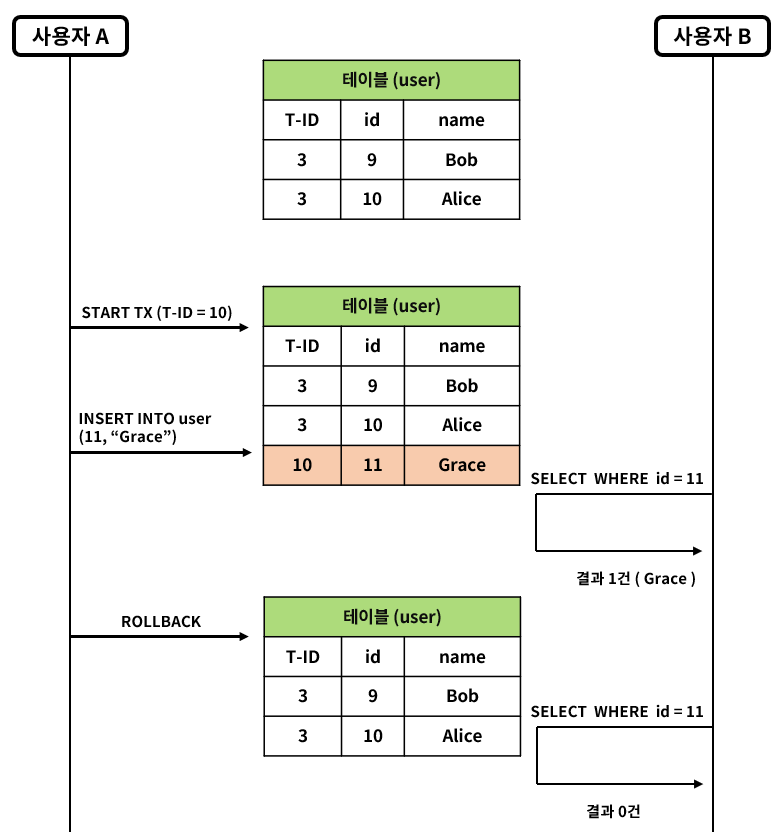 사용자 A
사용자 B
테이블 (user)
T-ID id name
3 9 Bob
3 10 Alice
START TX (T-ID = 10)
테이블 (user)
T-ID id name
3 9 Bob
3 10 Alice
INSERT INTO user
(11, “Grace”)
10 11 Grace
SELECT WHERE id = 11
결과 1건 ( Grace )
ROLLBACK
테이블 (user)
T-ID id name
3 9 Bob
3 10 Alice
SELECT WHERE id = 11
결과 0건